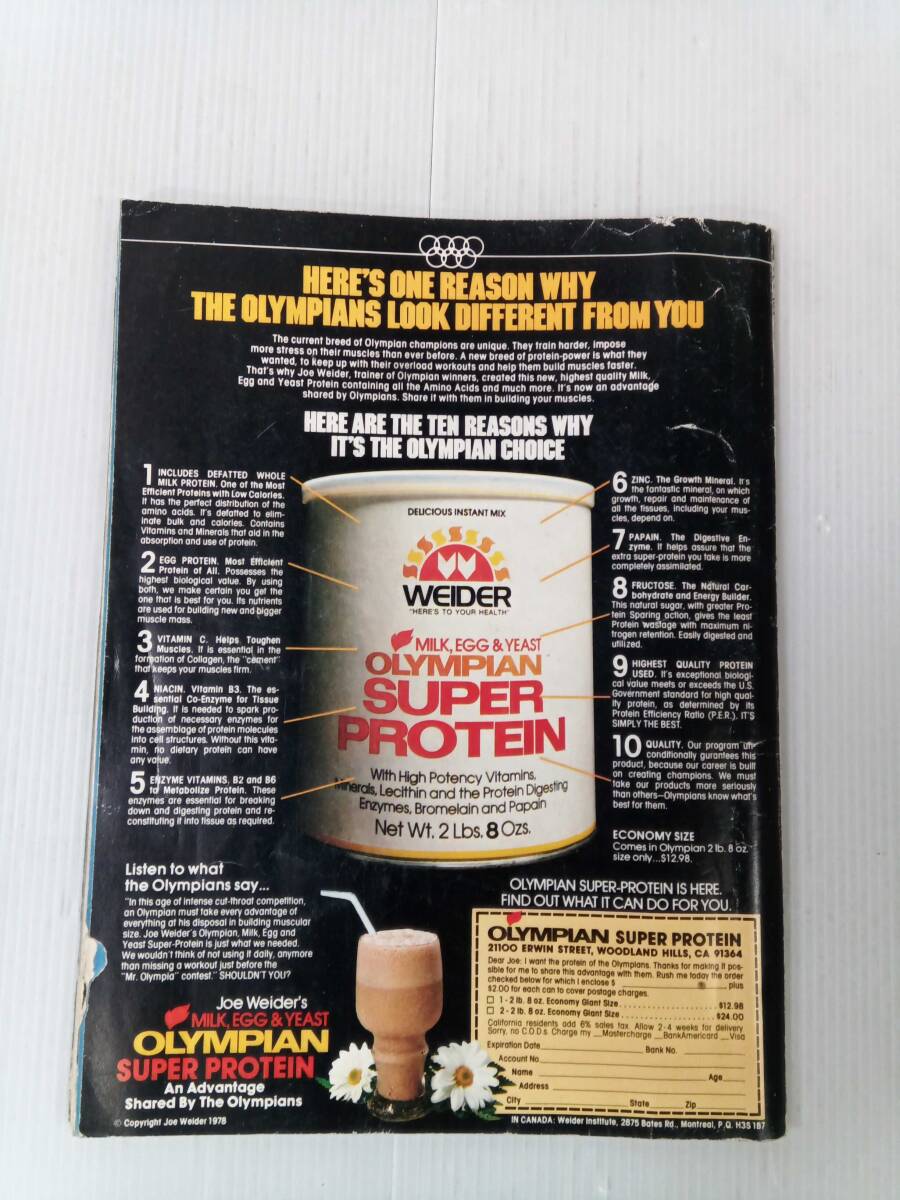 HERE'S ONE REASON WHY
THE OLYMPIANS LOOK DIFFERENT FROM YOU
The current breed of Olympian champions are unique. They train harder, impose
more stress on their muscles than ever before. A new breed of protein-power is what they
wanted, to keep up with their overload workouts and help them build muscles faster.
That's why Joe Weider, trainer of Olympian winners, created this new, highest quality Milk,
Egg and Yeast Protein containing all the Amino Acids and much more. It's now an advantage
shared by Olympians. Share it with them in building your muscles.
HERE ARE THE TEN REASONS WHY
IT'S THE OLYMPIAN CHOICE
1 INCLUDES DEFATTED WHOLE
MILK PROTEIN. One of the Most
Efficient Proteins with Low Calories.
It has the perfect distribution of the
amino acids. It's defatted to elim-
inate bulk and calories. Contains
Vitamins and Minerals that aid in the
absorption and use of protein.
2 EGG PROTEIN. Most Efficient
Protein of All. Possesses the
highest biological value. By using
both, we make certain you get the
one that is best for you. Its nutrients
are used for building new and bigger
muscle mass.
3 VITAMIN C. Helps Toughen
Muscles. It is essential in the
formation of Collagen, the "cement"
that keeps your muscles firm.
4 NIACIN. Vitamin B3. The es-
sential Co-Enzyme for Tissue
Building. It is needed to spark pro-
duction of necessary enzymes for
the assemblage of protein molecules
into cell structures. Without this vita-
min, no dietary protein can have
any value.
5 ENZYME VITAMINS. B2 and B6
to Metabolize Protein. These
enzymes are essential for breaking
down and digesting protein and re-
constituting it into tissue as required.
DELICIOUS INSTANT MIX
WEIDER
"HERE'S TO YOUR HEALTH"
MILK, EGG & YEAST
OLYMPIAN
SUPER
PROTEIN
With High Potency Vitamins,
Minerals, Lecithin and the Protein Digesting
Enzymes, Bromelain and Papain
Net Wt. 2 Lbs. 8 Ozs.
6 ZINC. The Growth Mineral. It's
the fantastic mineral, on which
growth, repair and maintenance of
all the tissues, including your mus-
cles, depend on.
7 PAPAIN. The Digestive En-
zyme. It helps assure that the
extra super-protein you take is more
completely assimilated.
8 FRUCTOSE. The Natural Car-
bohydrate and Energy Builder.
This natural sugar, with greater Pro-
tein Sparing action, gives the least
Protein wastage with maximum ni-
trogen retention. Easily digested and
utilized.
9 HIGHEST QUALITY PROTEIN
USED. It's exceptional biologi-
cal value meets or exceeds the U.S.
Government standard for high qual-
ity protein, as determined by its
Protein Efficiency Ratio (P.E.R.). IT'S
SIMPLY THE BEST.
10 QUALITY. Our program un-
conditionally gurantees this
product, because our career is built
on creating champions. We must
take our products more seriously
than others—Olympians know what's
best for them.
ECONOMY SIZE
Comes in Olympian 2 lb. 8 oz.
size only...$12.98.
Listen to what
the Olympians say...
"In this age of intense cut-throat competition,
an Olympian must take every advantage of
everything at his disposal in building muscular
size. Joe Weider's Olympian, Milk, Egg and
Yeast Super-Protein is just what we needed.
We wouldn't think of not using it daily, anymore
than missing a workout just before the
"Mr. Olympia" contest." SHOULDN'T YOU?
Joe Weider's
MILK, EGG & YEAST
OLYMPIAN
SUPER PROTEIN
An Advantage
Shared By The Olympians
© Copyright Joe Weider 1978
OLYMPIAN SUPER-PROTEIN IS HERE.
FIND OUT WHAT IT CAN DO FOR YOU.
OLYMPIAN SUPER PROTEIN
21100 ERWIN STREET, WOODLAND HILLS, CA 91364
Dear Joe: I want the protein of the Olympians. Thanks for making it pos-
sible for me to share this advantage with them. Rush me today the order
checked below for which I enclose $ plus
$2.00 for each can to cover postage charges.
1 - 2 lb. 8 oz. Economy Giant Size $12.98
2 - 2 lb. 8 oz. Economy Giant Size $24.00
California residents add 6% sales tax. Allow 2-4 weeks for delivery
Sorry, no C.O.D.s. Charge my Mastercharge BankAmericard Visa
Expiration Date Bank No.
Account No.
Name Age
Address
City State Zip
IN CANADA: Weider Institute, 2875 Bates Rd., Montreal, P.Q. H3S 1B7